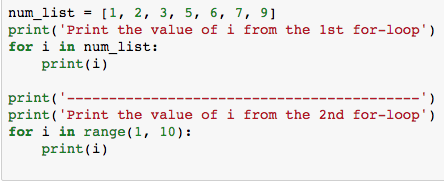 num_list = [1, 2, 3, 5, 6, 7, 9]
print('Print the value of i from the 1st for-loop')
for i in num_list:
    print(i)

print('------------------------------------------')
print('Print the value of i from the 2nd for-loop')
for i in range(1, 10):
    print(i)